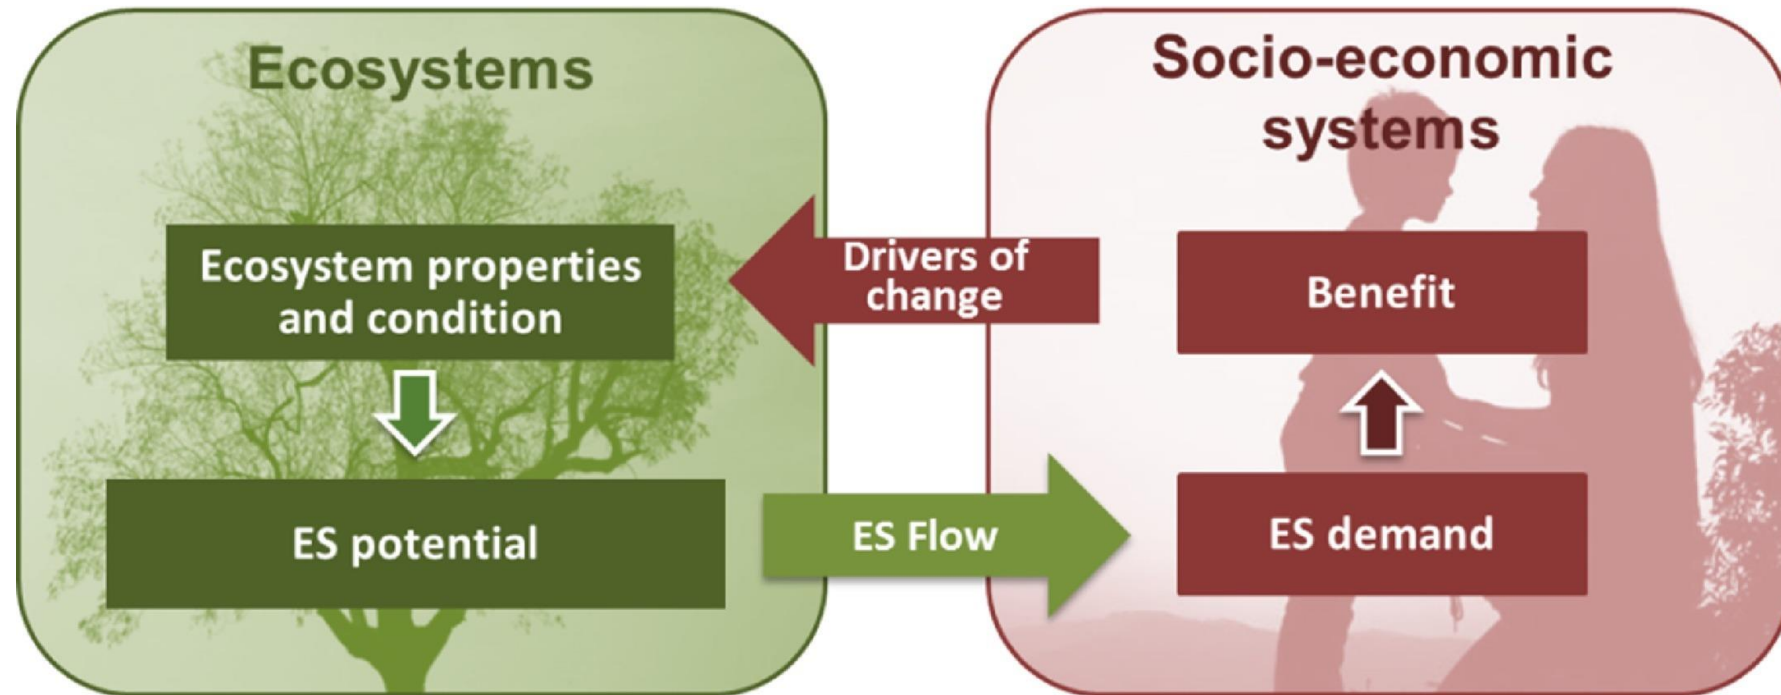 Ecosystems
Ecosystem properties
and condition
ES potential
Drivers of
change
ES Flow
Socio-economic
systems
Benefit
ES demand